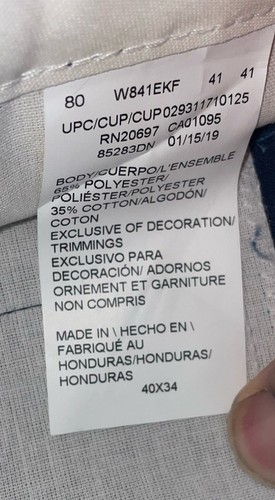 80 W841EKF 41 41
UPC/CUP/CUP029311710125
RN20697 CA01095
85283DN 01/15/19
BODY/CUERPO/L'ENSEMBLE
65% POLYESTER/
POLIÉSTER/POLYESTER
35% COTTON/ALGODÓN/
COTON
EXCLUSIVE OF DECORATION/
TRIMMINGS
EXCLUSIVO PARA
DECORACIÓN/ ADORNOS
ORNEMENT ET GARNITURE
NON COMPRIS
MADE IN \ HECHO EN \
FABRIQUÉ AU
HONDURAS/HONDURAS/
HONDURAS
40X34